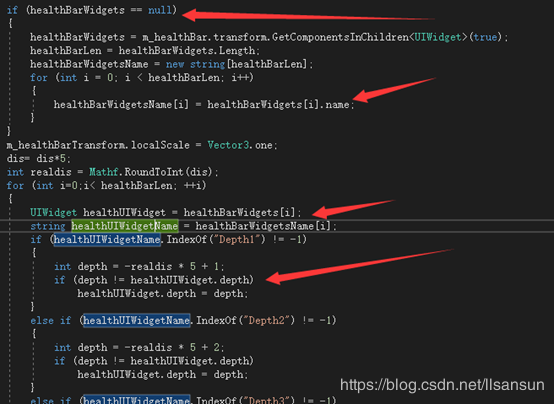 if (healthBarWidgets == null)
{
healthBarWidgets = m_healthBar.transform.GetComponentsInChildren<UIWidget>(true);
healthBarLen = healthBarWidgets.Length;
healthBarWidgetsName = new string[healthBarLen];
for (int i = 0; i < healthBarLen; i++)
{
healthBarWidgetsName[i] = healthBarWidgets[i].name;
}
}
m_healthBarTransform.localScale = Vector3.one;
dis= dis*5;
int realdis = Mathf.RoundToInt(dis);
for (int i=0;i< healthBarLen; ++i)
{
UIWidget healthUIWidget = healthBarWidgets[i];
string healthUIWidgetName = healthBarWidgetsName[i];
if (healthUIWidgetName.IndexOf("Depth1") != -1)
{
int depth = -realdis * 5 + 1;
if (depth != healthUIWidget.depth)
healthUIWidget.depth = depth;
}
else if (healthUIWidgetName.IndexOf("Depth2") != -1)
{
int depth = -realdis * 5 + 2;
if (depth != healthUIWidget.depth)
healthUIWidget.depth = depth;
}
else if (healthUIWidgetName.IndexOf("Depth3") != -1)
https://blog.csdn.net/llsansun